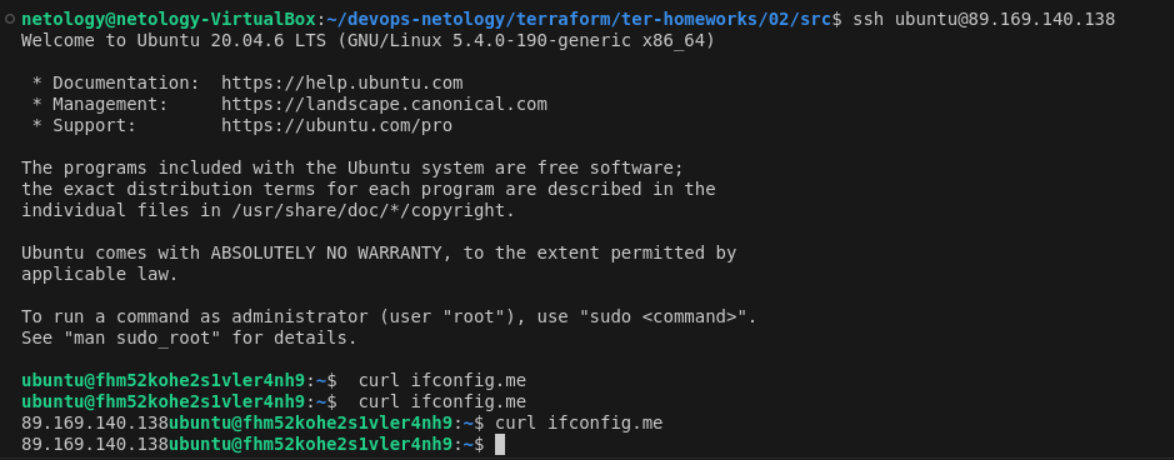 netology@netology-VirtualBox:~/devops-netology/terraform/ter-homeworks/02/src$ ssh ubuntu@89.169.140.138
Welcome to Ubuntu 20.04.6 LTS (GNU/Linux 5.4.0-190-generic x86_64)
* Documentation:  https://help.ubuntu.com
* Management:     https://landscape.canonical.com
* Support:        https://ubuntu.com/pro
The programs included with the Ubuntu system are free software;
the exact distribution terms for each program are described in the
individual files in /usr/share/doc/*/copyright.
Ubuntu comes with ABSOLUTELY NO WARRANTY, to the extent permitted by
applicable law.
To run a command as administrator (user "root"), use "sudo <command>".
See "man sudo_root" for details.
ubuntu@fhm52kohe2s1vler4nh9:~$  curl ifconfig.me
ubuntu@fhm52kohe2s1vler4nh9:~$  curl ifconfig.me
89.169.140.138ubuntu@fhm52kohe2s1vler4nh9:~$ curl ifconfig.me
89.169.140.138ubuntu@fhm52kohe2s1vler4nh9:~$